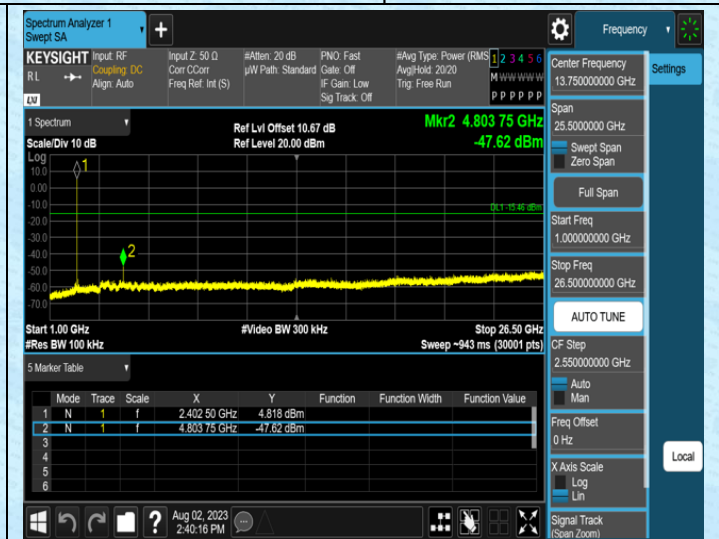 Spectrum Analyzer 1
Swept SA
+
Frequency
KEYSIGHT
Input: RF
Input Z: 50 Ω
#Atten: 20 dB
PNO: Fast
#Avg Type: Power (RMS
1 2 3 4 5 6
RL
Coupling: DC
Corr CCorr
µW Path: Standard
Gate: Off
Avg|Hold: 20/20
M W W W W W
Align: Auto
Freq Ref: Int (S)
IF Gain: Low
Trig: Free Run
Sig Track: Off
P P P P P P
LXI
1 Spectrum
Ref Lvl Offset 10.67 dB
Mkr2 4.803 75 GHz
Scale/Div 10 dB
Ref Level 20.00 dBm
-47.62 dBm
Log
10.0
1
0.00
-10.0
DL1 -15.46 dBm
-20.0
-30.0
-40.0
2
-50.0
-60.0
-70.0
Start 1.00 GHz
#Video BW 300 kHz
Stop 26.50 GHz
#Res BW 100 kHz
Sweep ~943 ms (30001 pts)
5 Marker Table
Mode Trace Scale X Y Function Function Width Function Value
1 N 1 f 2.402 50 GHz 4.818 dBm
2 N 1 f 4.803 75 GHz -47.62 dBm
3
4
5
6
?
Aug 02, 2023
2:40:16 PM
Center Frequency
13.750000000 GHz
Settings
Span
25.5000000 GHz
Swept Span
Zero Span
Full Span
Start Freq
1.000000000 GHz
Stop Freq
26.500000000 GHz
AUTO TUNE
CF Step
2.550000000 GHz
Auto
Man
Freq Offset
0 Hz
Local
X Axis Scale
Log
Lin
Signal Track
(Span Zoom)